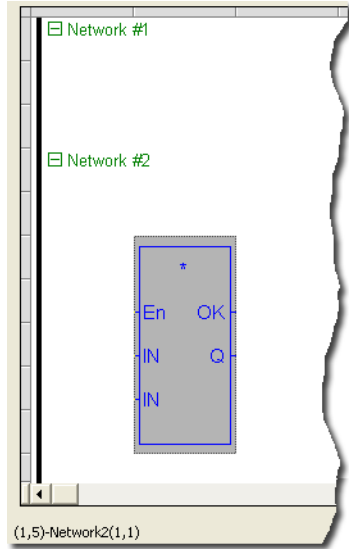 Network #1
Network #2
*
En OK
IN Q
IN
(1,5)-Network2(1,1)